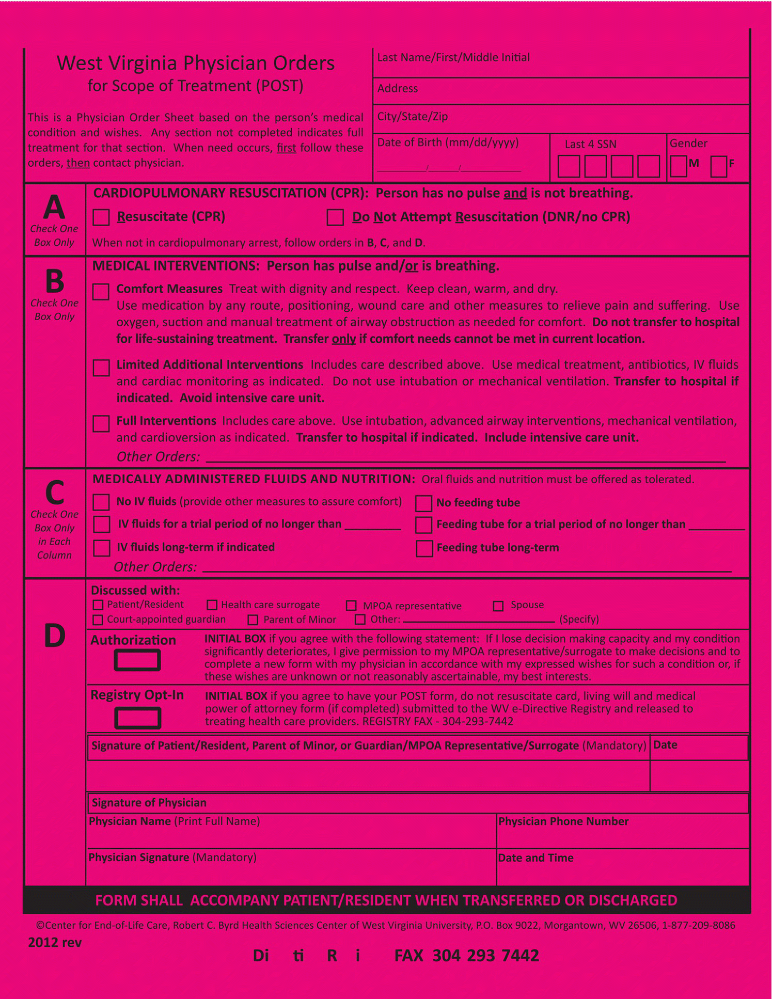 West Virginia Physician Orders
for Scope of Treatment (POST)
This is a Physician Order Sheet based on the person’s medical
condition and wishes. Any section not completed indicates full
treatment for that section. When need occurs, first follow these
orders, then contact physician.
Last Name/First/Middle Initial
Address
City/State/Zip
Date of Birth (mm/dd/yyyy)
Last 4 SSN
Gender
__________/______/____________
M F
A
Check One
Box Only
CARDIOPULMONARY RESUSCITATION (CPR): Person has no pulse and is not breathing.
Resuscitate (CPR) Do Not Attempt Resuscitation (DNR/no CPR)
When not in cardiopulmonary arrest, follow orders in B, C, and D.
B
Check One
Box Only
MEDICAL INTERVENTIONS: Person has pulse and/or is breathing.
Comfort Measures Treat with dignity and respect. Keep clean, warm, and dry.
Use medication by any route, positioning, wound care and other measures to relieve pain and suffering. Use
oxygen, suction and manual treatment of airway obstruction as needed for comfort. Do not transfer to hospital
for life-sustaining treatment. Transfer only if comfort needs cannot be met in current location.
Limited Additional Interventions Includes care described above. Use medical treatment, antibiotics, IV fluids
and cardiac monitoring as indicated. Do not use intubation or mechanical ventilation. Transfer to hospital if
indicated. Avoid intensive care unit.
Full Interventions Includes care above. Use intubation, advanced airway interventions, mechanical ventilation,
and cardioversion as indicated. Transfer to hospital if indicated. Include intensive care unit.
Other Orders:
C
Check One
Box Only
in Each
Column
MEDICALLY ADMINISTERED FLUIDS AND NUTRITION: Oral fluids and nutrition must be offered as tolerated.
No IV fluids (provide other measures to assure comfort) No feeding tube
IV fluids for a trial period of no longer than ________ Feeding tube for a trial period of no longer than ________
IV fluids long-term if indicated Feeding tube long-term
Other Orders:
D
Discussed with:
Patient/Resident Health care surrogate MPOA representative Spouse
Court-appointed guardian Parent of Minor Other: ______________________ (Specify)
Authorization
INITIAL BOX if you agree with the following statement: If I lose decision making capacity and my condition
significantly deteriorates, I give permission to my MPOA representative/surrogate to make decisions and to
complete a new form with my physician in accordance with my expressed wishes for such a condition or, if
these wishes are unknown or not reasonably ascertainable, my best interests.
Registry Opt-In
INITIAL BOX if you agree to have your POST form, do not resuscitate card, living will and medical
power of attorney form (if completed) submitted to the WV e-Directive Registry and released to
treating health care providers. REGISTRY FAX - 304-293-7442
Signature of Patient/Resident, Parent of Minor, or Guardian/MPOA Representative/Surrogate (Mandatory) Date
Signature of Physician
Physician Name (Print Full Name) Physician Phone Number
Physician Signature (Mandatory) Date and Time
FORM SHALL ACCOMPANY PATIENT/RESIDENT WHEN TRANSFERRED OR DISCHARGED
©Center for End-of-Life Care, Robert C. Byrd Health Sciences Center of West Virginia University, P.O. Box 9022, Morgantown, WV 26506, 1-877-209-8086
2012 rev
Di ti R i FAX 304 293 7442